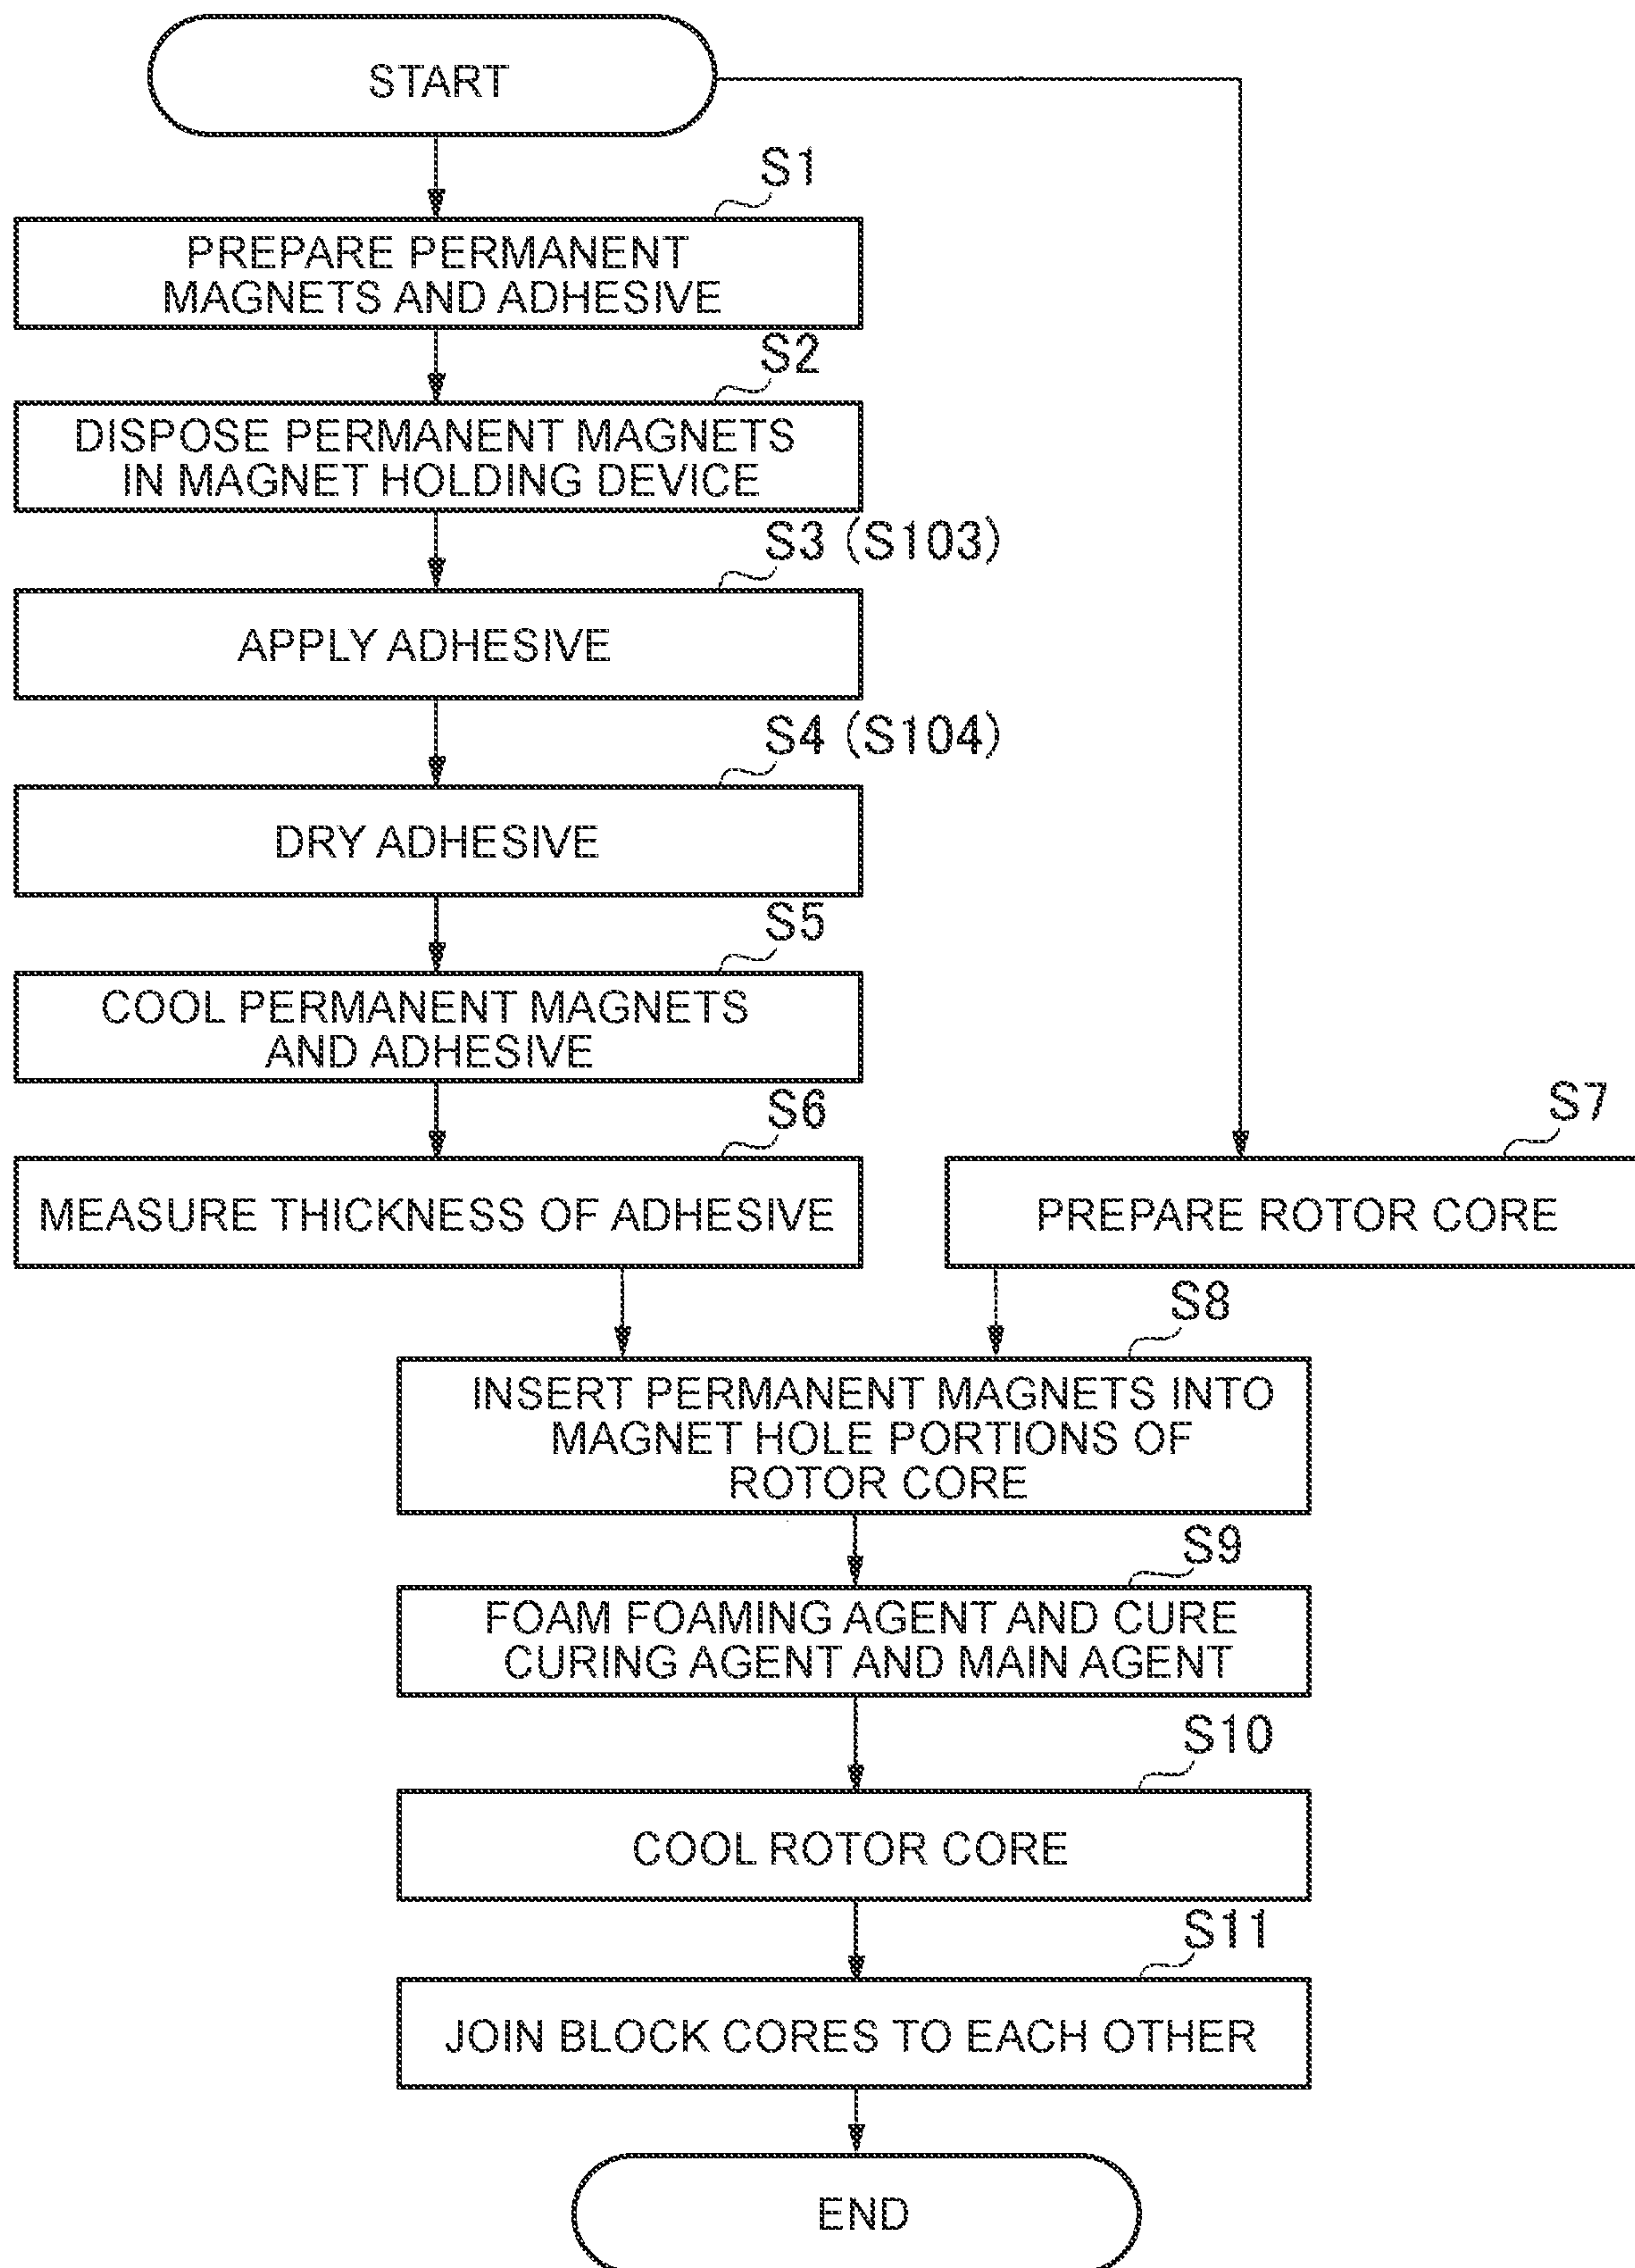 START
S1
PREPARE PERMANENT
MAGNETS AND ADHESIVE
S2
DISPOSE PERMANENT MAGNETS
IN MAGNET HOLDING DEVICE
S3 (S103)
APPLY ADHESIVE
S4 (S104)
DRY ADHESIVE
S5
COOL PERMANENT MAGNETS
AND ADHESIVE
S6
MEASURE THICKNESS OF ADHESIVE
S7
PREPARE ROTOR CORE
S8
INSERT PERMANENT MAGNETS INTO
MAGNET HOLE PORTIONS OF
ROTOR CORE
S9
FOAM FOAMING AGENT AND CURE
CURING AGENT AND MAIN AGENT
S10
COOL ROTOR CORE
S11
JOIN BLOCK CORES TO EACH OTHER
END